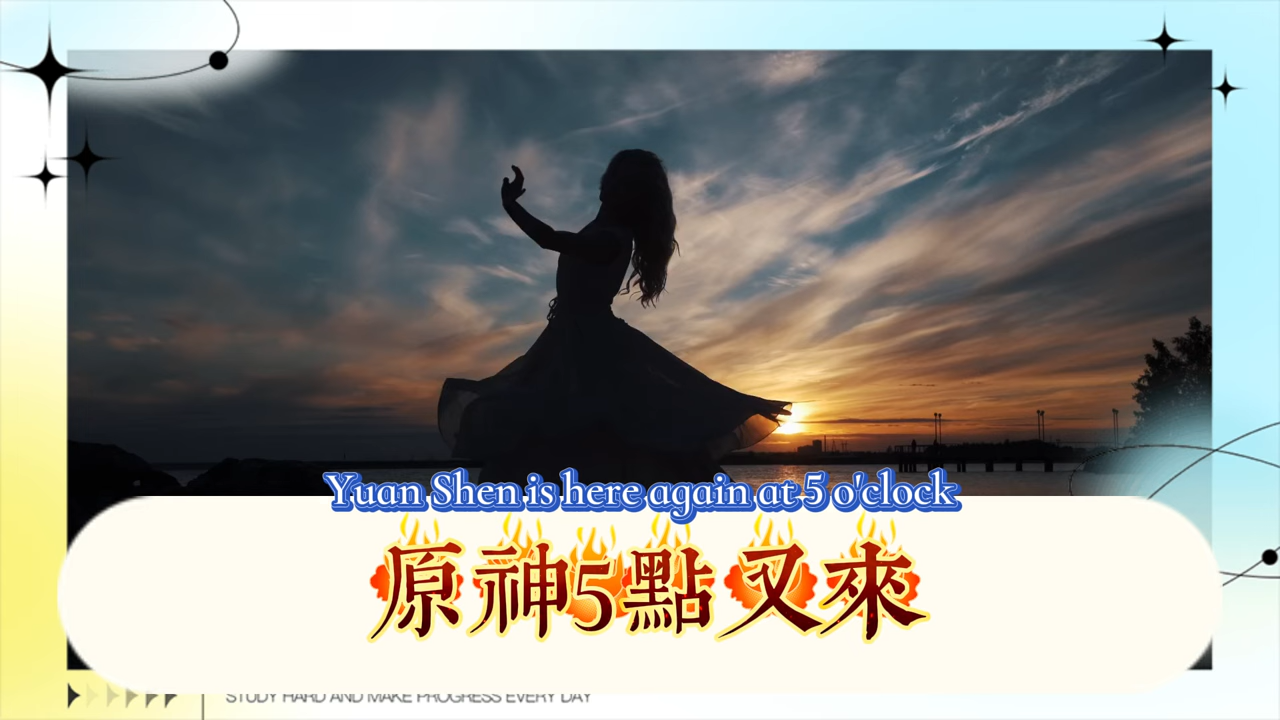 Yuan Shen is here again at 5 o'clock
原神5點又來
STUDY HARD AND MAKE PROGRESS EVERY DAY